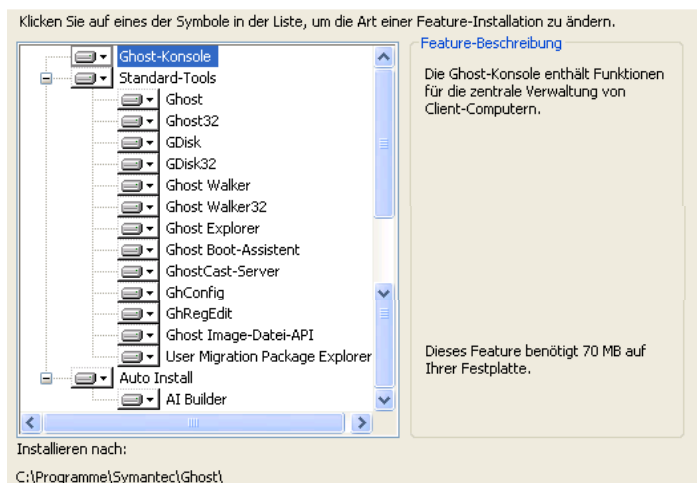 Klicken Sie auf eines der Symbole in der Liste, um die Art einer Feature-Installation zu ändern.
Ghost-Konsole
Standard-Tools
Ghost
Ghost32
GDisk
GDisk32
Ghost Walker
Ghost Walker32
Ghost Explorer
Ghost Boot-Assistent
GhostCast-Server
GhConfig
GhRegEdit
Ghost Image-Datei-API
User Migration Package Explorer
Auto Install
AI Builder
Feature-Beschreibung
Die Ghost-Konsole enthält Funktionen
für die zentrale Verwaltung von
Client-Computern.
Dieses Feature benötigt 70 MB auf
Ihrer Festplatte.
Installieren nach:
C:\Programme\Symantec\Ghost\